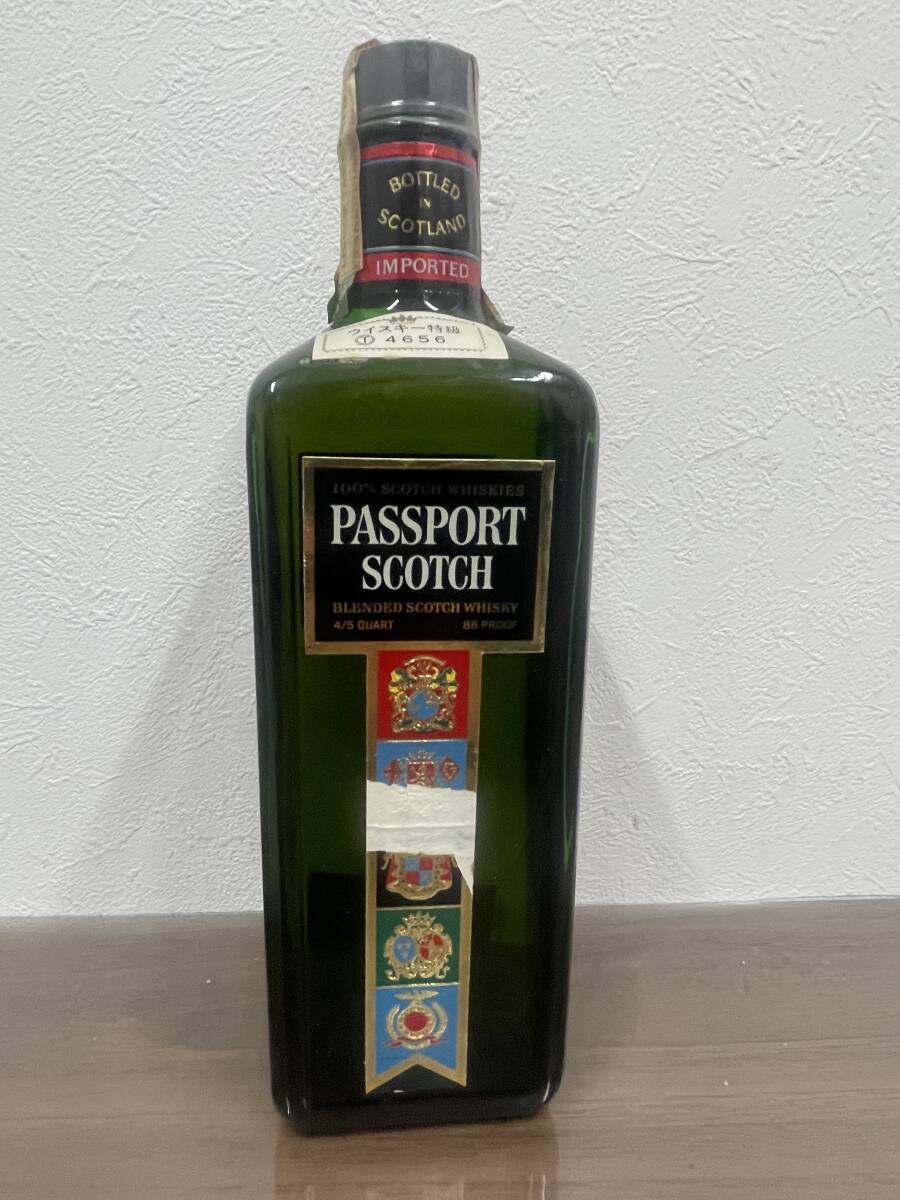 BOTTLED
IN
SCOTLAND
IMPORTED
ウイスキー特級
① 4656
100% SCOTCH WHISKIES
PASSPORT
SCOTCH
BLENDED SCOTCH WHISKY
4/5 QUART 86 PROOF